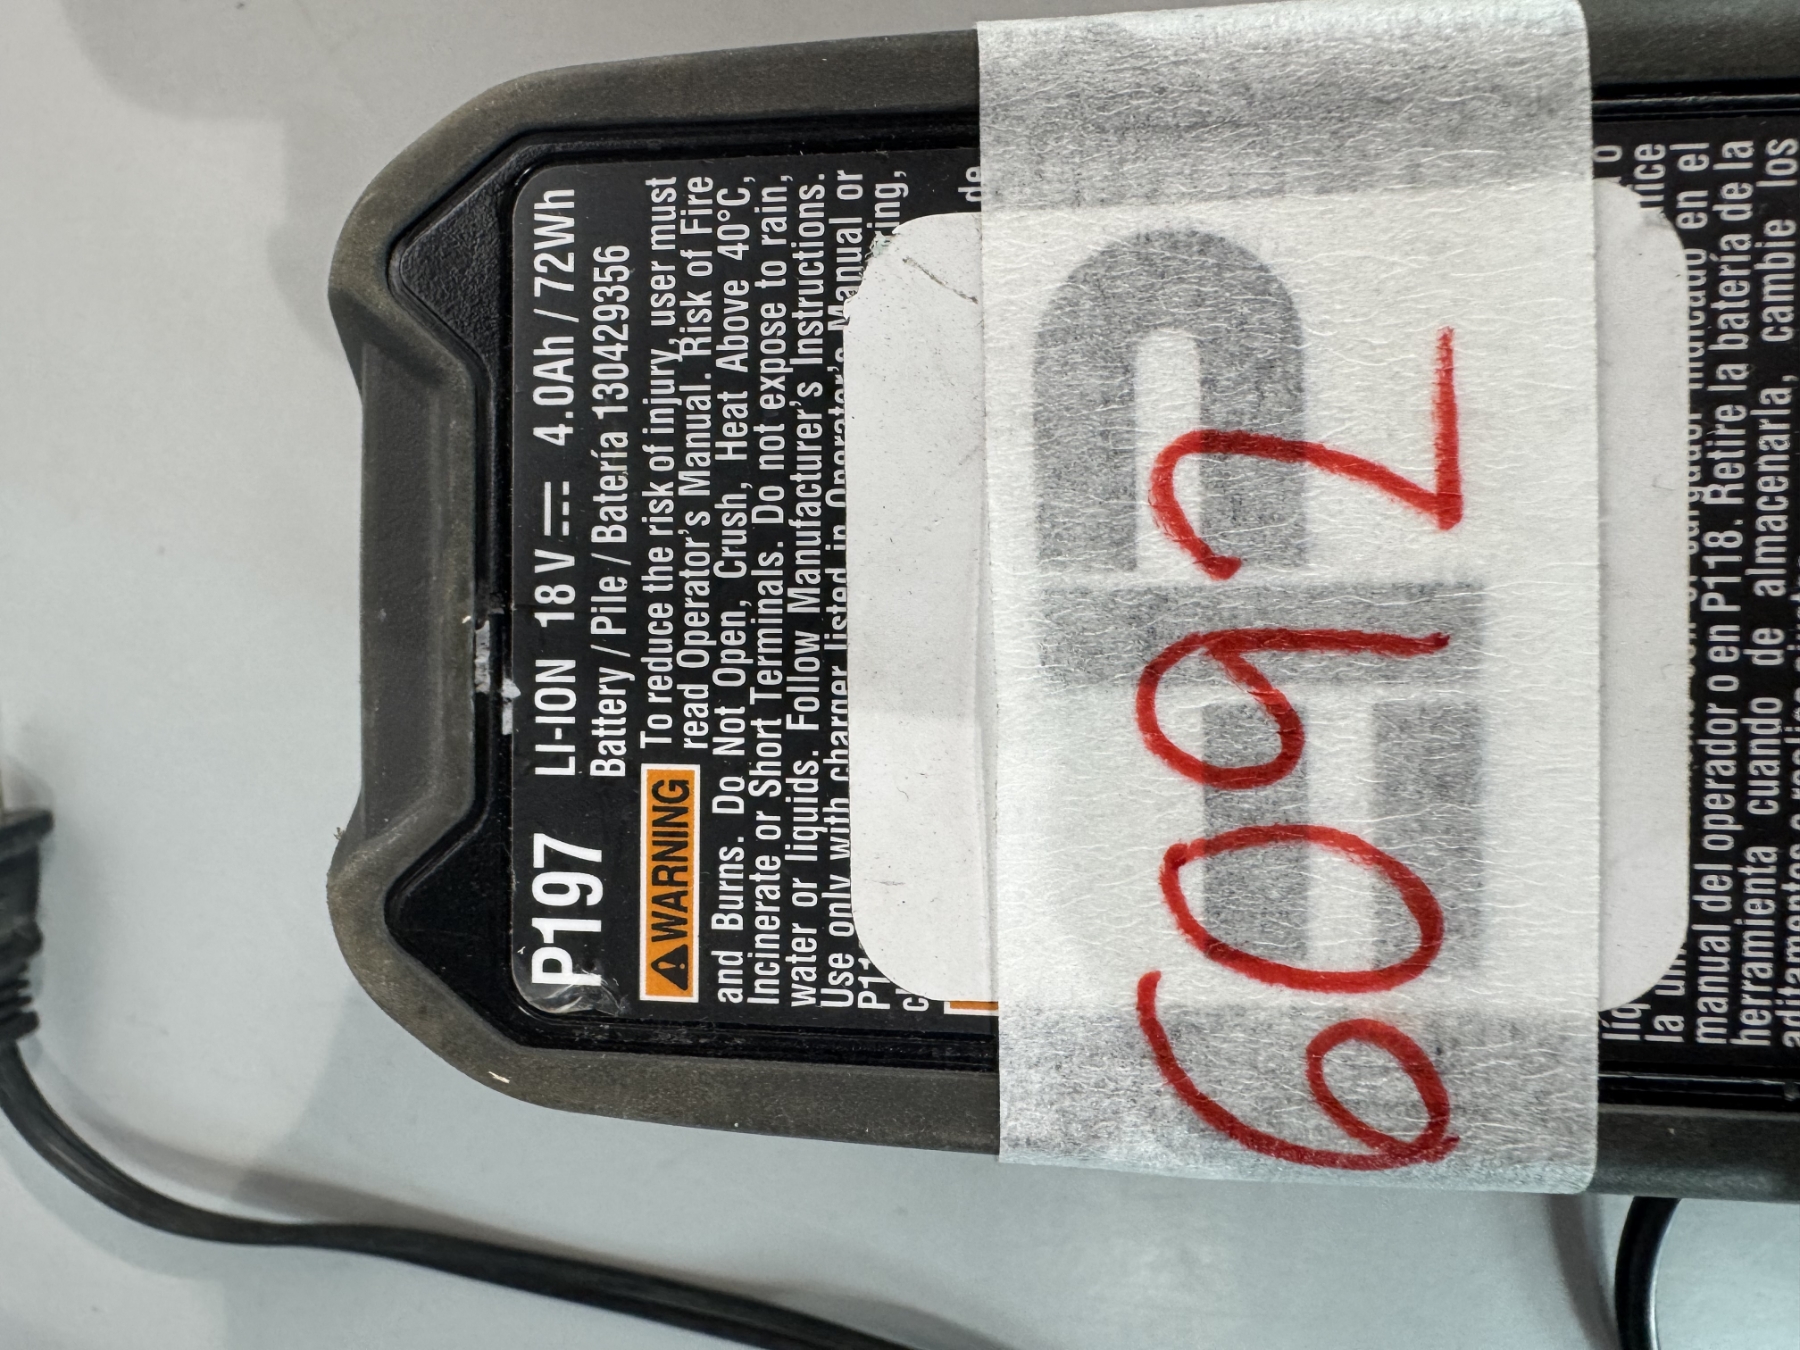 P197 LI-ION 18 V⎓ 4.0Ah / 72Wh
Battery / Pile / Batería 130429356
⚠WARNING To reduce the risk of injury, user must
read Operator's Manual. Risk of Fire
and Burns. Do Not Open, Crush, Heat Above 40°C,
Incinerate or Short Terminals. Do not expose to rain,
water or liquids. Follow Manufacturer's Instructions.
Use only with charger listed in Operator's Manual or
de
6092
o
la indicado en el
manual del operador o en P118. Retire la batería de la
herramienta cuando de almacenarla, cambie los